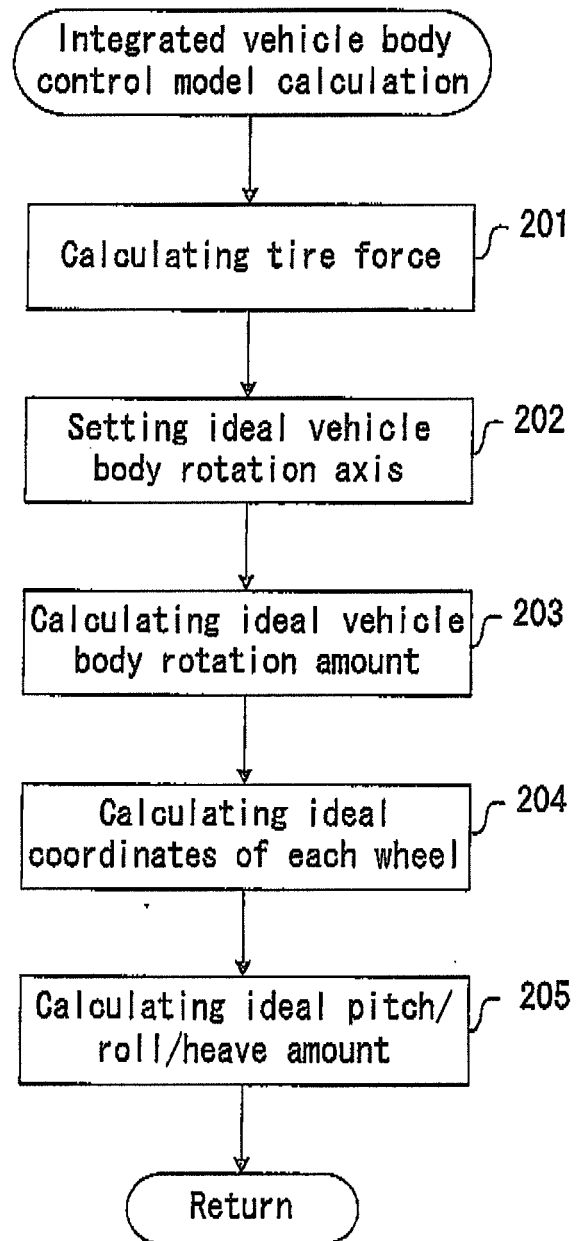 Integrated vehicle body
control model calculation
201
Calculating tire force
202
Setting ideal vehicle
body rotation axis
203
Calculating ideal vehicle
body rotation amount
204
Calculating ideal
coordinates of each wheel
205
Calculating ideal pitch/
roll/heave amount
Return